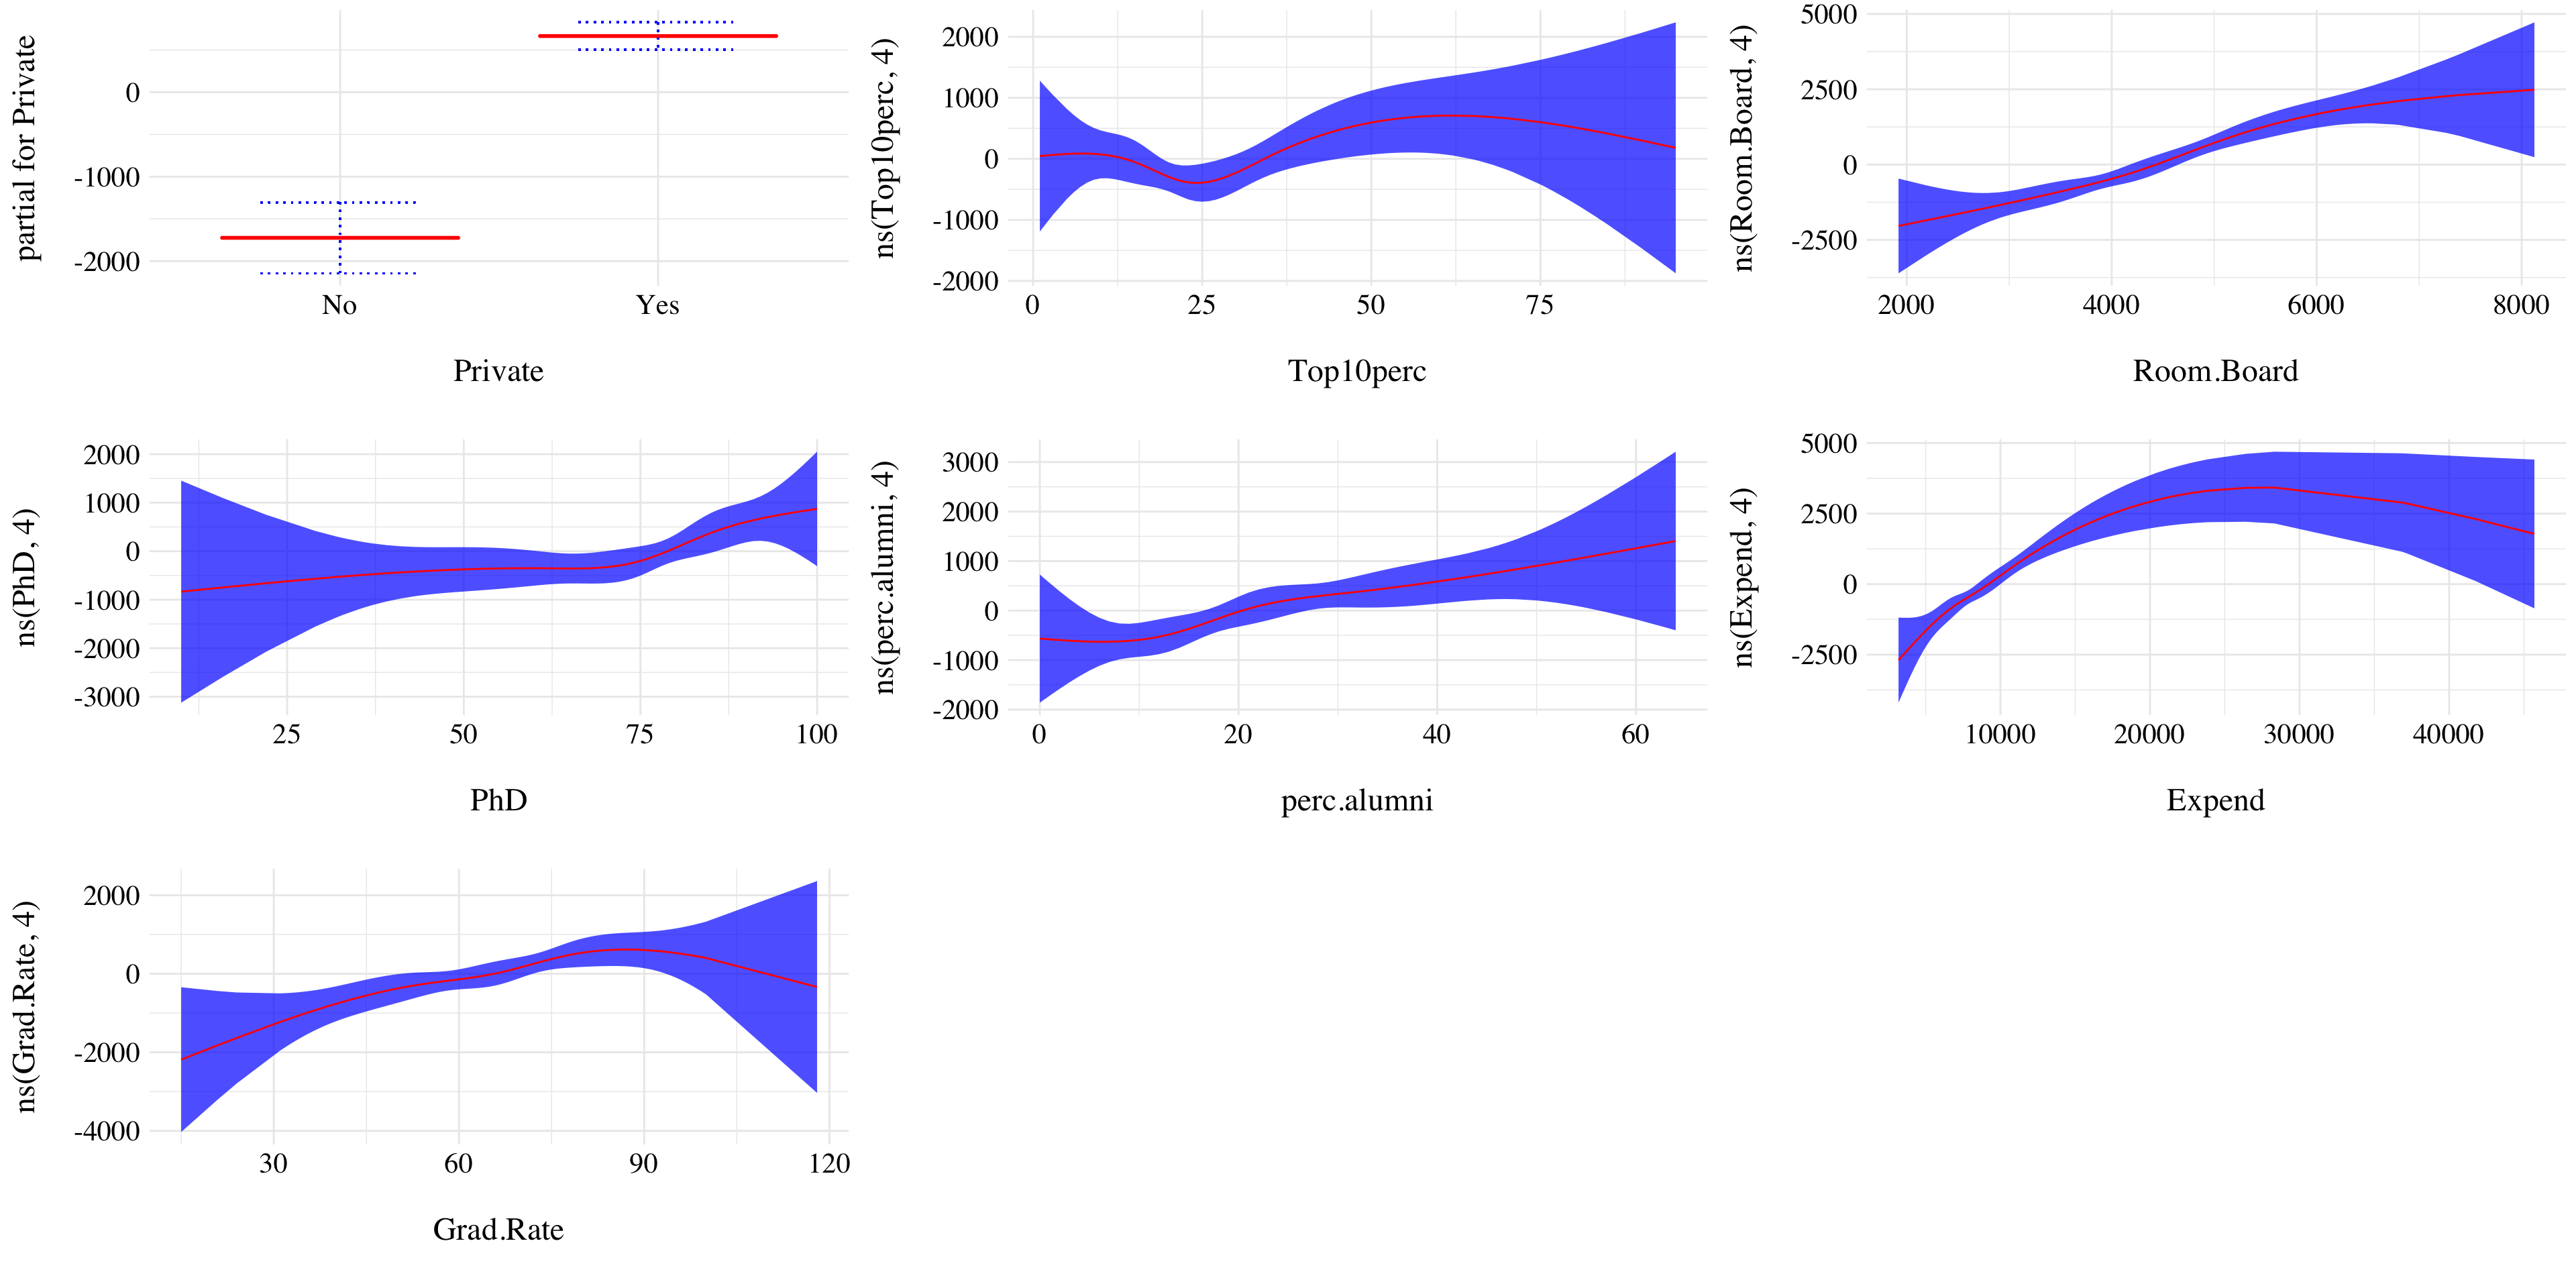 partial for Private
0
-1000
-2000
No Yes
Private
ns(Top10perc, 4)
2000
1000
0
-1000
-2000
0 25 50 75
Top10perc
ns(Room.Board, 4)
5000
2500
0
-2500
2000 4000 6000 8000
Room.Board
ns(PhD, 4)
2000
1000
0
-1000
-2000
-3000
25 50 75 100
PhD
ns(perc.alumni, 4)
3000
2000
1000
0
-1000
-2000
0 20 40 60
perc.alumni
ns(Expend, 4)
5000
2500
0
-2500
10000 20000 30000 40000
Expend
ns(Grad.Rate, 4)
2000
0
-2000
-4000
30 60 90 120
Grad.Rate